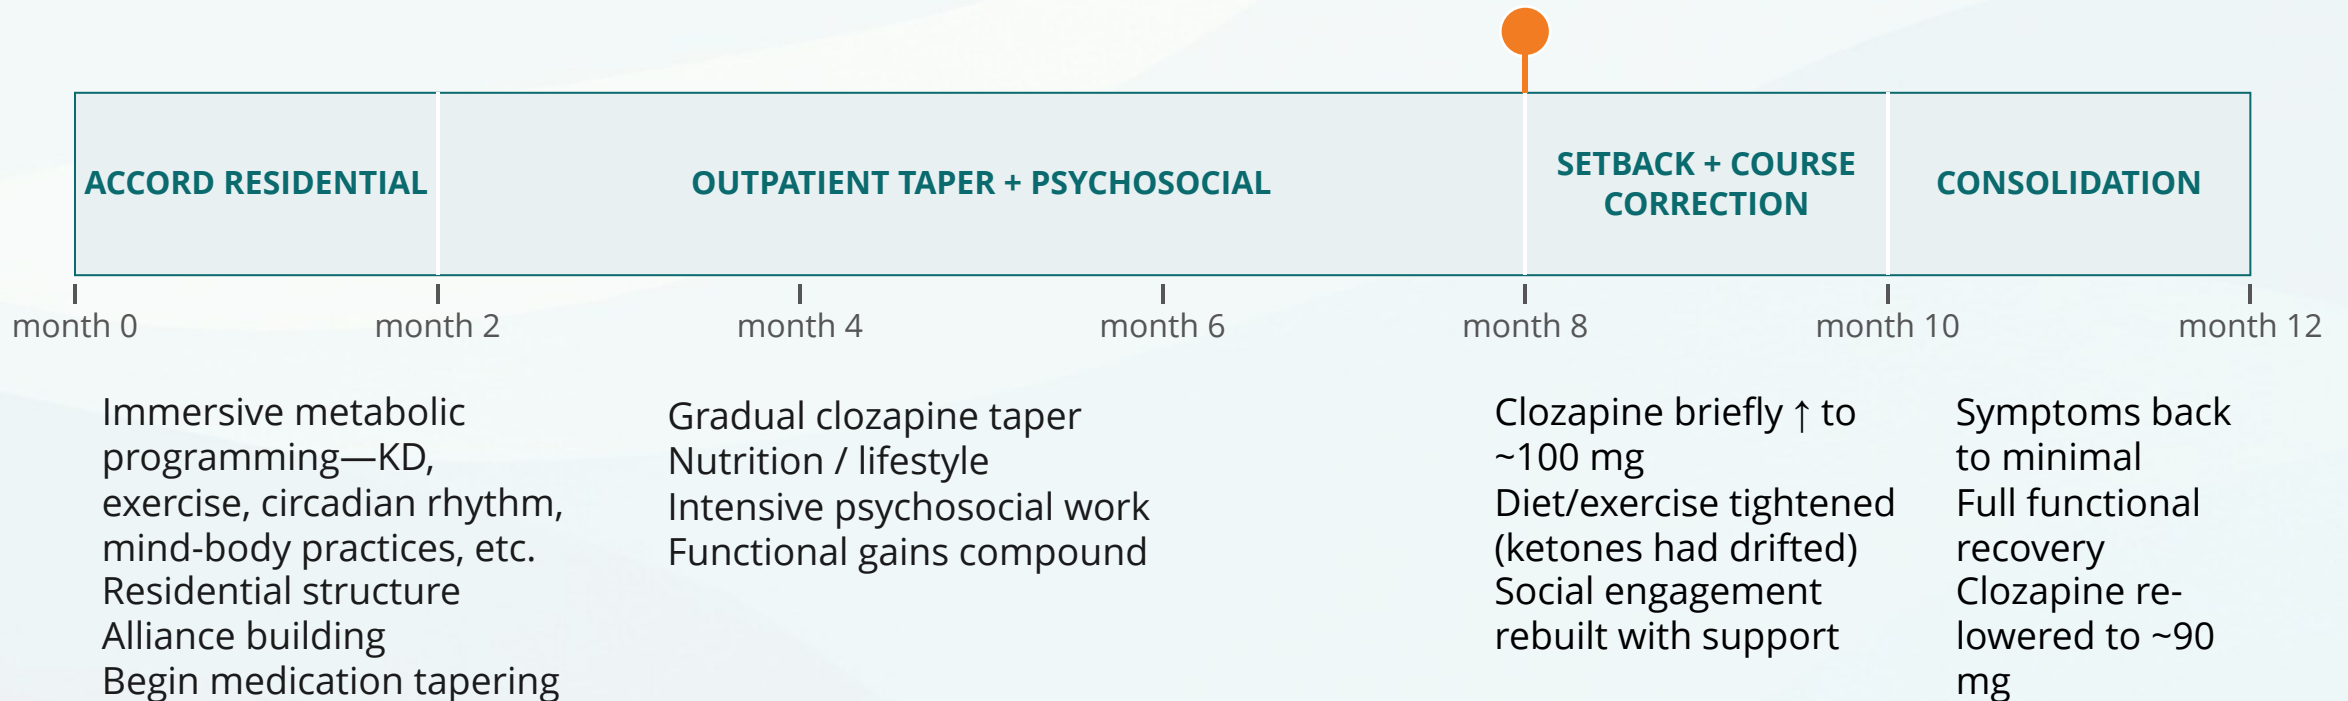 ACCORD RESIDENTIAL
OUTPATIENT TAPER + PSYCHOSOCIAL
SETBACK + COURSE
CORRECTION
CONSOLIDATION
month 0
month 2
month 4
month 6
month 8
month 10
month 12
Immersive metabolic
programming—KD,
exercise, circadian rhythm,
mind-body practices, etc.
Residential structure
Alliance building
Begin medication tapering
Gradual clozapine taper
Nutrition / lifestyle
Intensive psychosocial work
Functional gains compound
Clozapine briefly ↑ to
~100 mg
Diet/exercise tightened
(ketones had drifted)
Social engagement
rebuilt with support
Symptoms back
to minimal
Full functional
recovery
Clozapine re-
lowered to ~90
mg